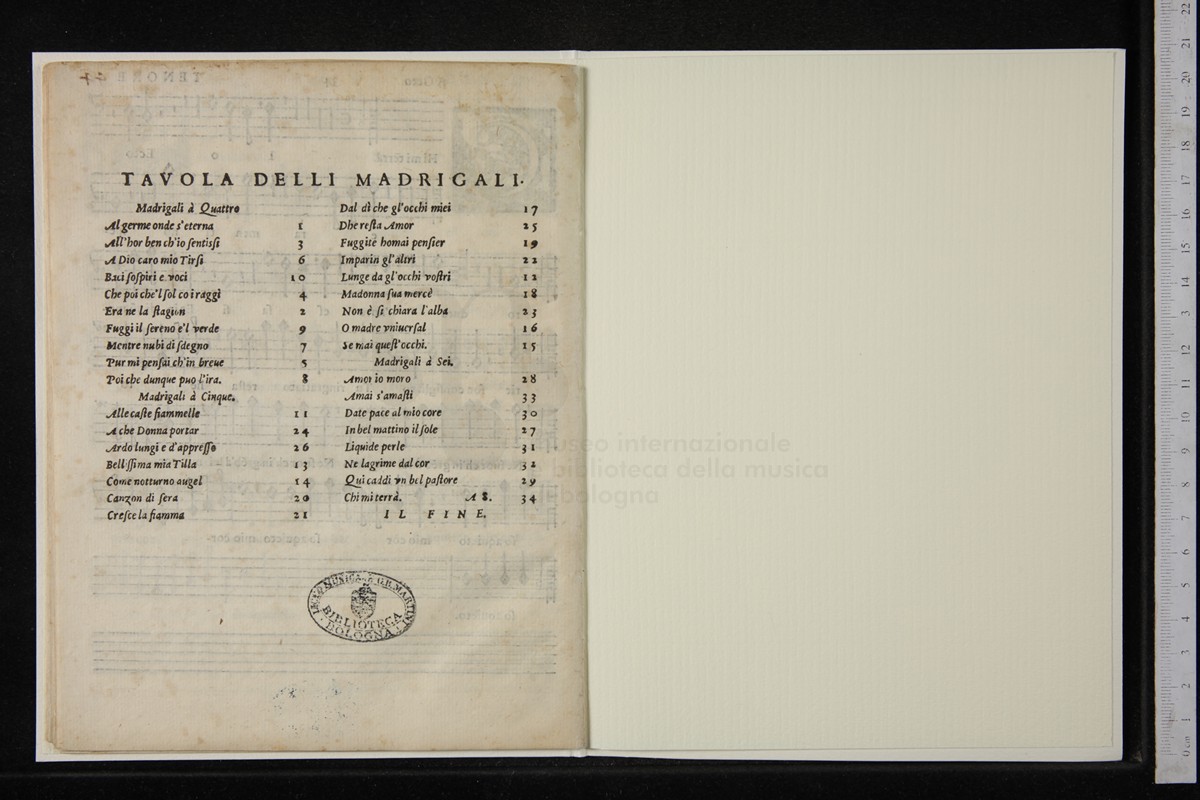 TAVOLA DELLI MADRIGALI.
Madrigali à Quattro
Al germe onde s'eterna 1
All'hor ben ch'io ſentiſſi 3
A Dio caro mio Tirſi 6
Baci ſoſpiri e voci 10
Che poi che'l ſol co i raggi 4
Era ne la ſtagion 2
Fuggi il ſereno e'l verde 9
Mentre nubi di ſdegno 7
Pur mi penſai ch'in breue 5
Poi che dunque puo l'ira. 8
Madrigali à Cinque.
Alle caſte fiammelle 11
A che Donna portar 24
Ardo lungi e d'appreſſo 26
Belliſſima mia Tilla 13
Come notturno augel 14
Canzon di ſera 20
Creſce la fiamma 21
Dal dì che gl'occhi miei 17
Dhe reſta Amor 25
Fuggite homai penſier 19
Imparin gl'altri 22
Lunge da gl'occhi voſtri 12
Madonna ſua mercè 18
Non è ſi chiara l'alba 23
O madre vniuerſal 16
Se mai queſt'occhi. 15
Madrigali à Sei.
Amor io moro 28
Amai s'amaſti 33
Date pace al mio core 30
In bel mattino il ſole 27
Liquide perle 31
Ne lagrime dal cor 32
Qui caddi vn bel paſtore 29
Chi mi terrà. A 8. 34
IL FINE.
BIBLIOTECA
BOLOGNA
museo internazionale
e biblioteca della musica
bologna